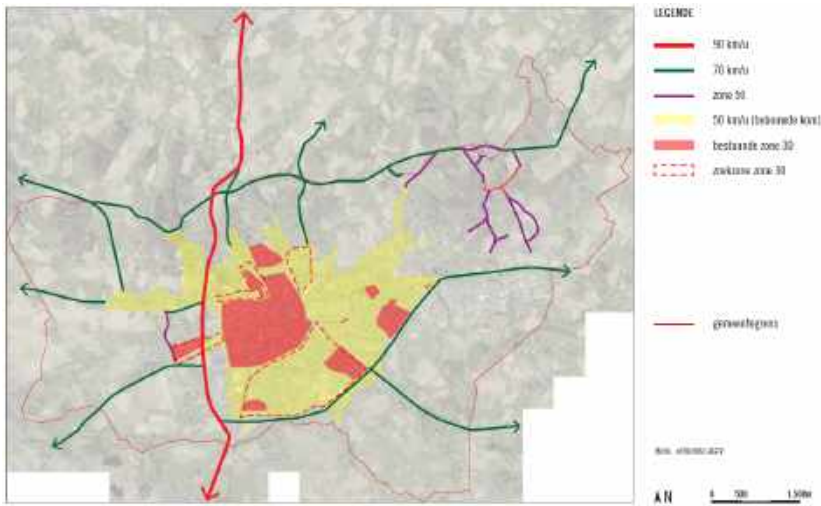 LEGENDE
90 km/u
70 km/u
zone 50
50 km/u (bebouwde kom)
bestaande zone 30
zoekzone zone 30
gemeentegrens
N
0 500 1.500m